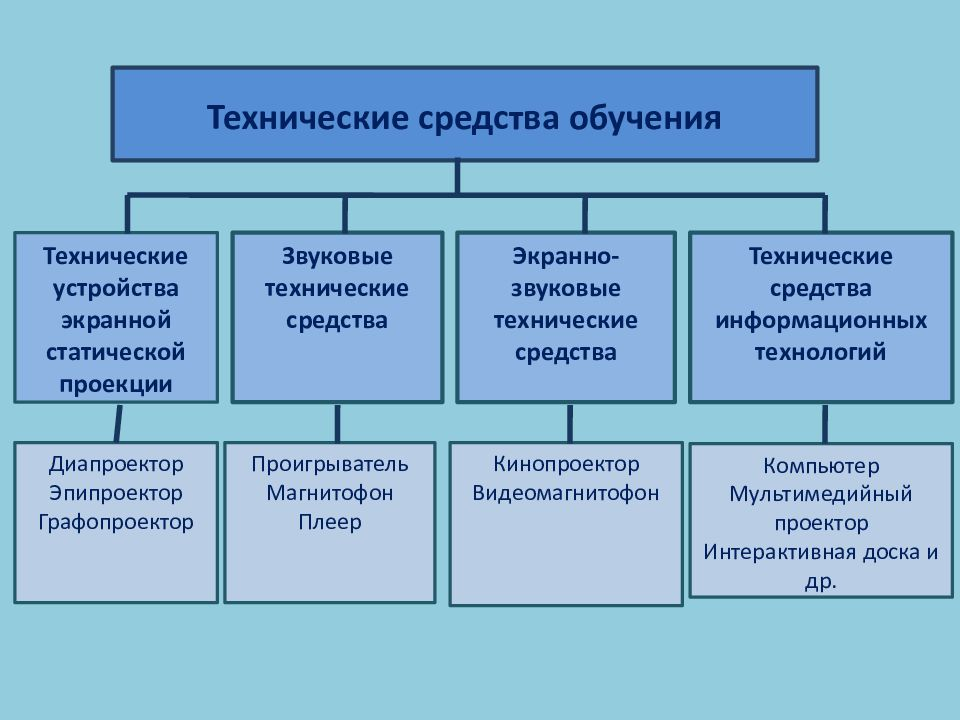 Технические средства обучения
Технические
устройства
экранной
статической
проекции
Звуковые
технические
средства
Экранно-
звуковые
технические
средства
Технические
средства
информационных
технологий
Диапроектор
Эпипроектор
Графопроектор
Проигрыватель
Магнитофон
Плеер
Кинопроектор
Видеомагнитофон
Компьютер
Мультимедийный
проектор
Интерактивная доска и
др.